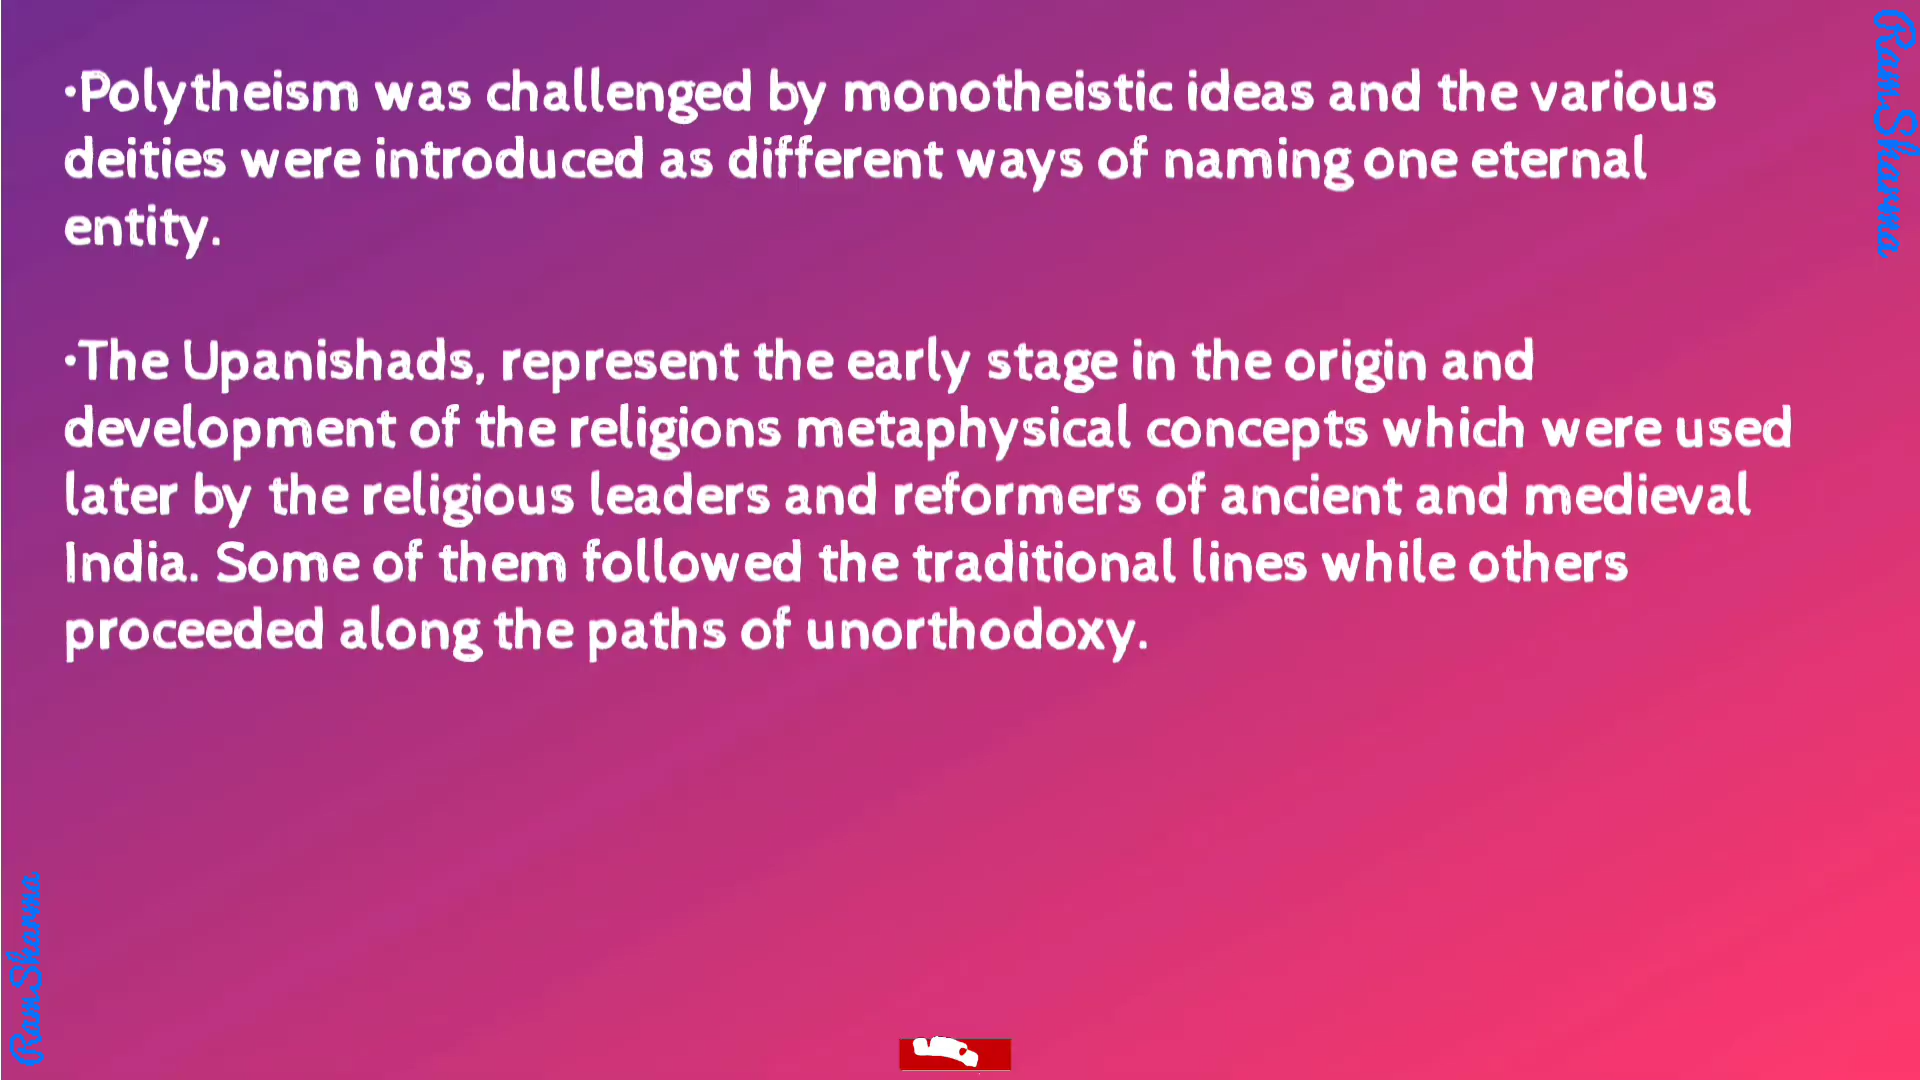 •Polytheism was challenged by monotheistic ideas and the various
deities were introduced as different ways of naming one eternal
entity.
•The Upanishads, represent the early stage in the origin and
development of the religions metaphysical concepts which were used
later by the religious leaders and reformers of ancient and medieval
India. Some of them followed the traditional lines while others
proceeded along the paths of unorthodoxy.
RamSharma
RamSharma